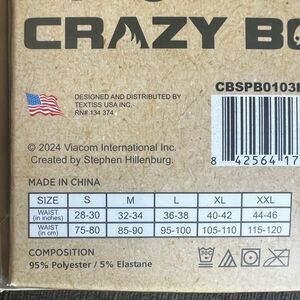 CRAZY BO
CBSPB0103
DESIGNED AND DISTRIBUTED BY
TEXTISS USA INC.
RN# 134 374
© 2024 Viacom International Inc.
Created by Stephen Hillenburg.
8 42564 17
MADE IN CHINA
SIZE S M L XL XXL
WAIST (in inches) 28-30 32-34 36-38 40-42 44-46
WAIST (in cm) 75-80 85-90 95-100 105-110 115-120
COMPOSITION
95% Polyester / 5% Elastane